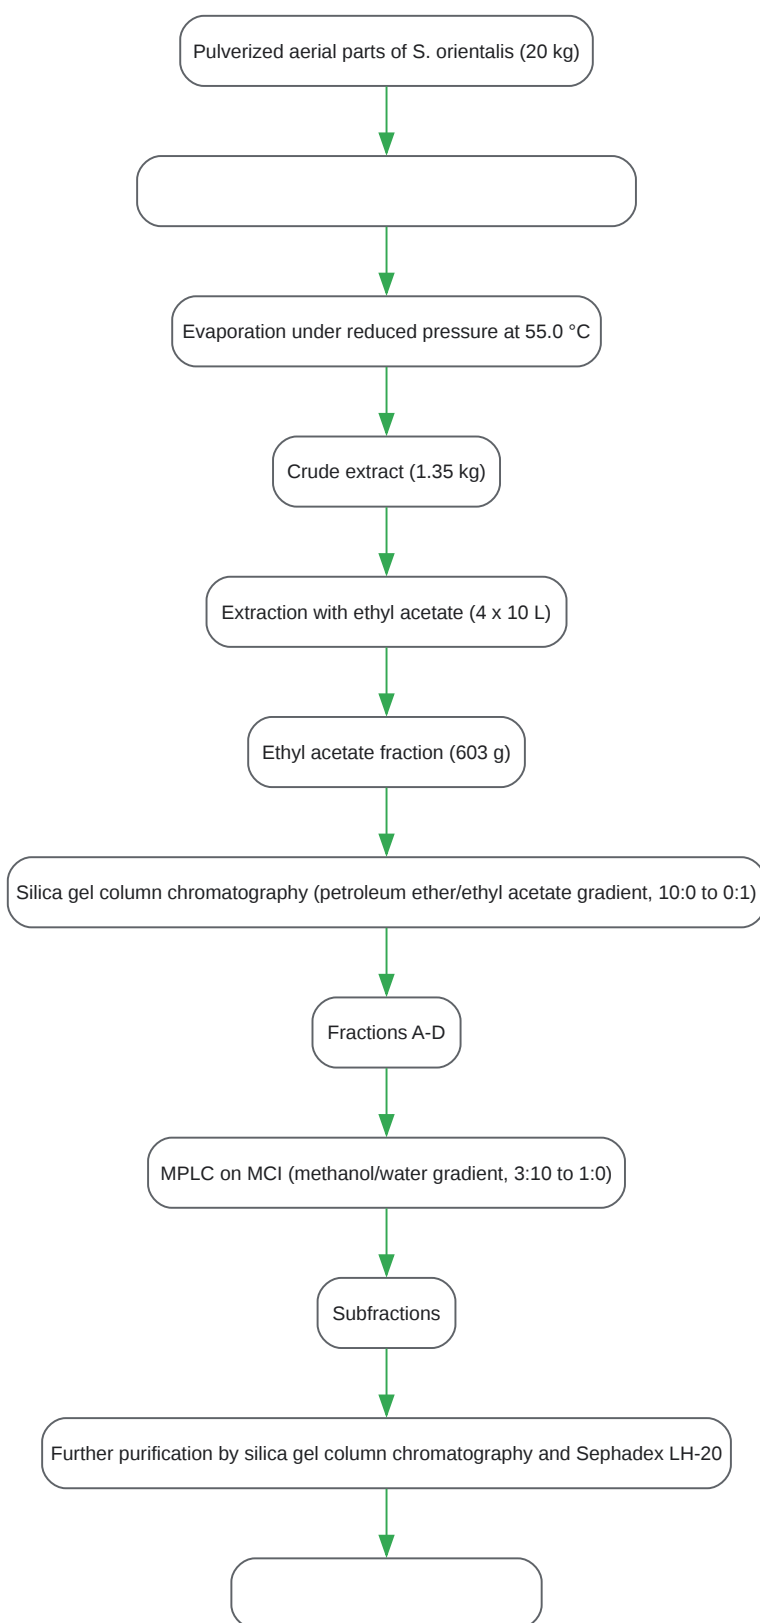 Pulverized aerial parts of S. orientalis (20 kg)
Evaporation under reduced pressure at 55.0 °C
Crude extract (1.35 kg)
Extraction with ethyl acetate (4 x 10 L)
Ethyl acetate fraction (603 g)
Silica gel column chromatography (petroleum ether/ethyl acetate gradient, 10:0 to 0:1)
Fractions A-D
MPLC on MCI (methanol/water gradient, 3:10 to 1:0)
Subfractions
Further purification by silica gel column chromatography and Sephadex LH-20